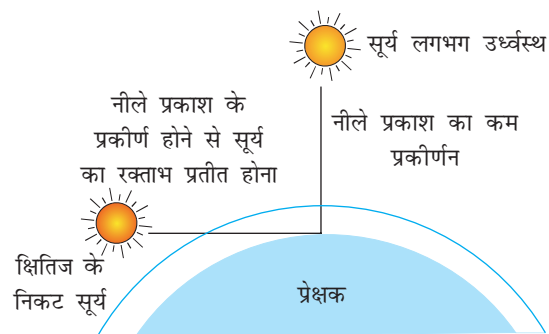 सूर्य लगभग उर्ध्वस्थ
नीले प्रकाश के
प्रकीर्ण होने से सूर्य
का रक्ताभ प्रतीत होना
नीले प्रकाश का कम
प्रकीर्णन
क्षितिज के
निकट सूर्य
प्रेक्षक